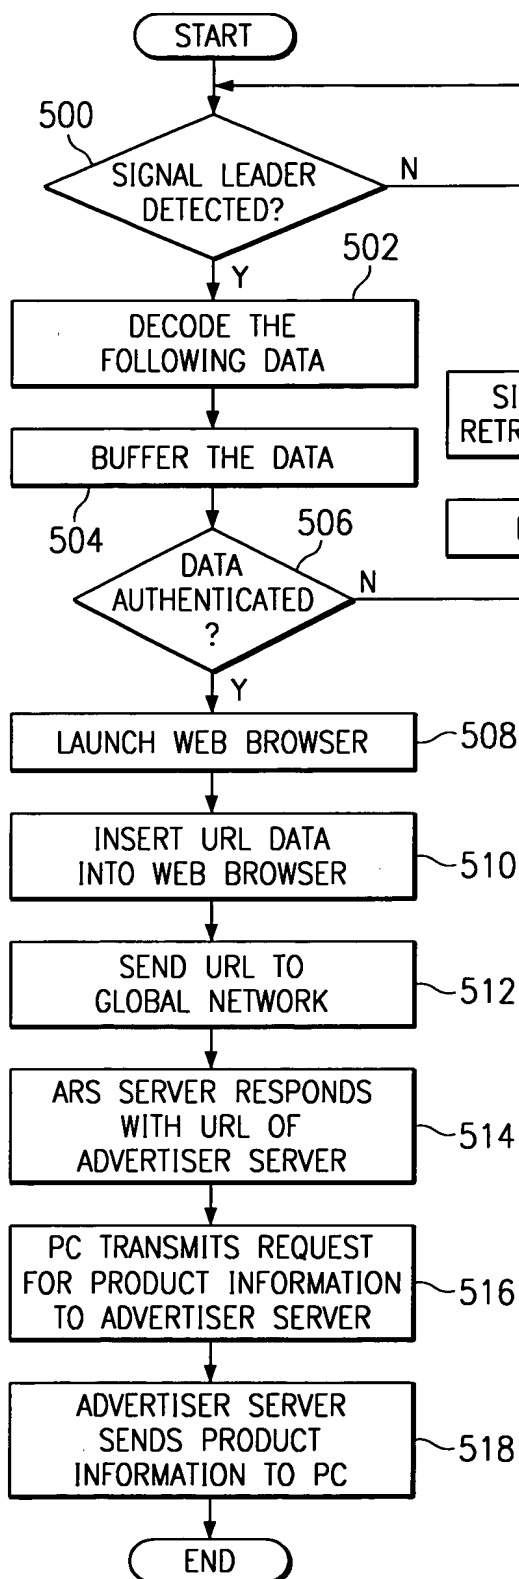 START
500
SIGNAL LEADER
DETECTED?
N
Y
502
DECODE THE
FOLLOWING DATA
BUFFER THE DATA
504
506
DATA
AUTHENTICATED
?
N
Y
LAUNCH WEB BROWSER
508
INSERT URL DATA
INTO WEB BROWSER
510
SEND URL TO
GLOBAL NETWORK
512
ARS SERVER RESPONDS
WITH URL OF
ADVERTISER SERVER
514
PC TRANSMITS REQUEST
FOR PRODUCT INFORMATION
TO ADVERTISER SERVER
516
ADVERTISER SERVER
SENDS PRODUCT
INFORMATION TO PC
518
END